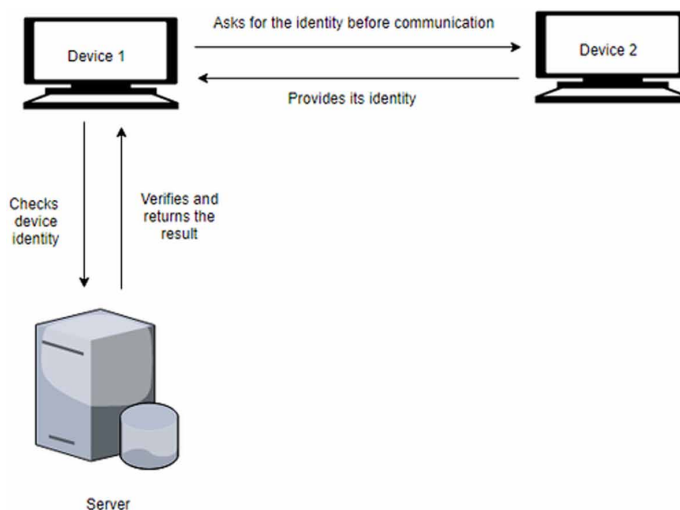 Asks for the identity before communication
Device 1
Device 2
Provides its identity
Checks
device
identity
Verifies and
returns the
result
Server